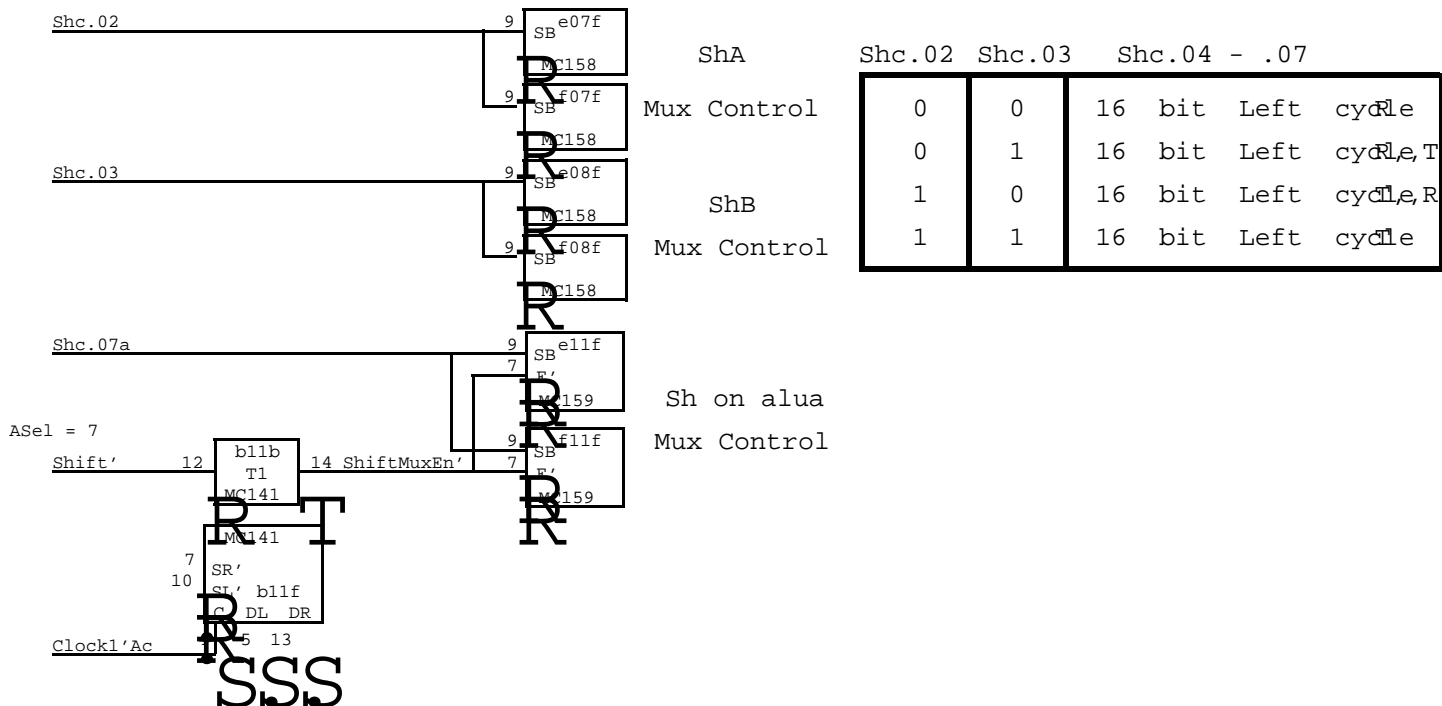 Shc.02 9 SB e07f
MC158
R
9 SB f07f
MC158
R
ShA
Mux Control
Shc.03 9 SB e08f
MC158
R
9 SB f08f
MC158
R
ShB
Mux Control
Shc.02 Shc.03 Shc.04 - .07
0 0 16 bit Left cycle R
0 1 16 bit Left cycle R,,T
1 0 16 bit Left cycle T,,R
1 1 16 bit Left cycle T
Shc.07a 9 SB e11f
7 E'
MC159
R
R
Sh on alua
Mux Control
9 SB f11f
7 E'
MC159
R
R
ASel = 7
Shift' 12 b11b 14 ShiftMuxEn'
T1
MC141
R T
MC141
7 SR'
10 SL' b11f
C DL DR
R
R
5 13
Clock1'Ac
S S S